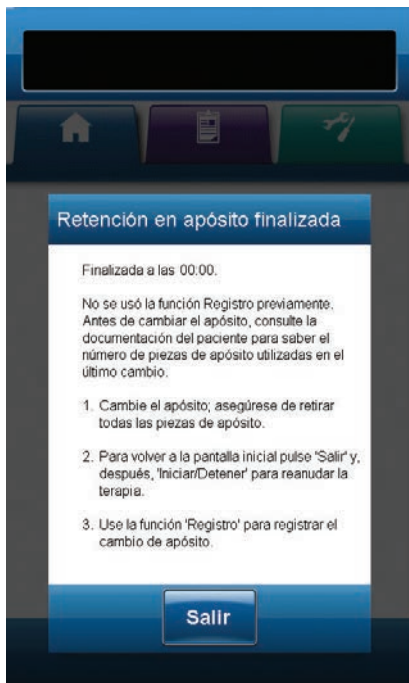 Retención en apósito finalizada
Finalizada a las 00:00.
No se usó la función Registro previamente.
Antes de cambiar el apósito, consulte la
documentación del paciente para saber el
número de piezas de apósito utilizadas en el
último cambio.
1. Cambie el apósito; asegúrese de retirar
todas las piezas de apósito.
2. Para volver a la pantalla inicial pulse 'Salir' y,
después, 'Iniciar/Detener' para reanudar la
terapia.
3. Use la función 'Registro' para registrar el
cambio de apósito.
Salir